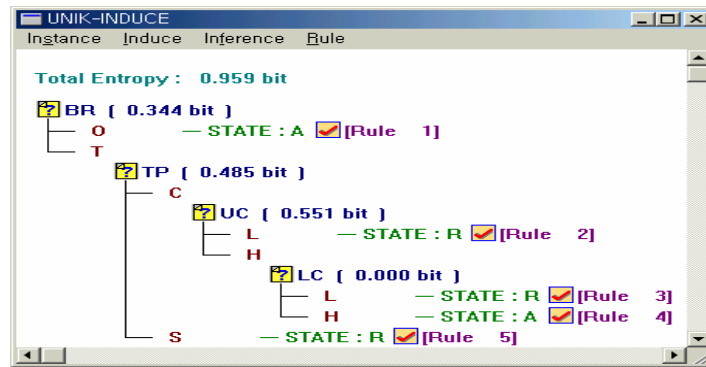 UNIK-INDUCE
Instance Induce Inference Rule
Total Entropy : 0.959 bit
? BR ( 0.344 bit )
O — STATE : A [Rule 1]
T
? TP ( 0.485 bit )
C
? UC ( 0.551 bit )
L — STATE : R [Rule 2]
H
? LC ( 0.000 bit )
L — STATE : R [Rule 3]
H — STATE : A [Rule 4]
S — STATE : R [Rule 5]